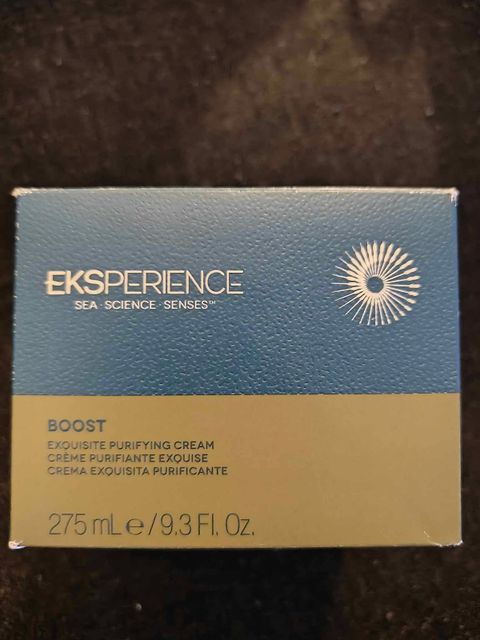 EKSPERIENCE
SEA · SCIENCE · SENSES™
BOOST
EXQUISITE PURIFYING CREAM
CRÈME PURIFIANTE EXQUISE
CREMA EXQUISITA PURIFICANTE
275 mL ℮ / 9.3 Fl. Oz.